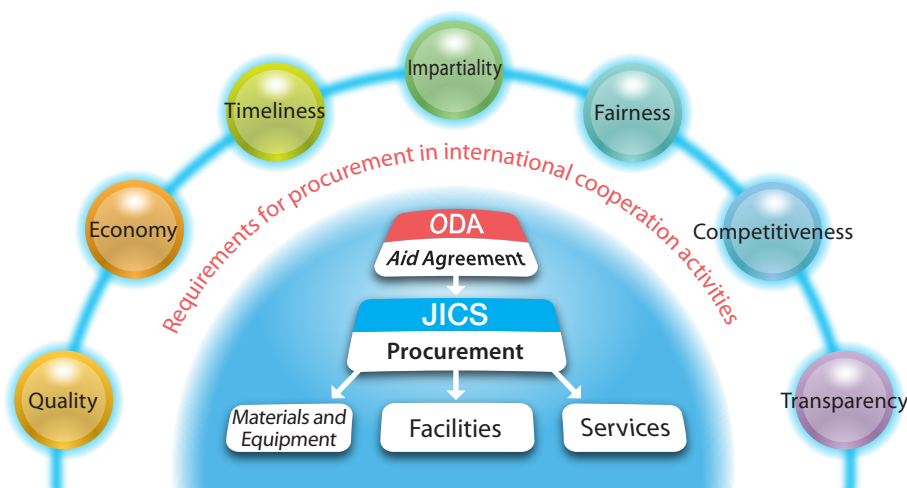 Impartiality
Timeliness
Fairness
Requirements for procurement in international cooperation activities
Economy
Competitiveness
ODA
Aid Agreement
JICS
Procurement
Quality
Transparency
Materials and
Equipment
Facilities
Services